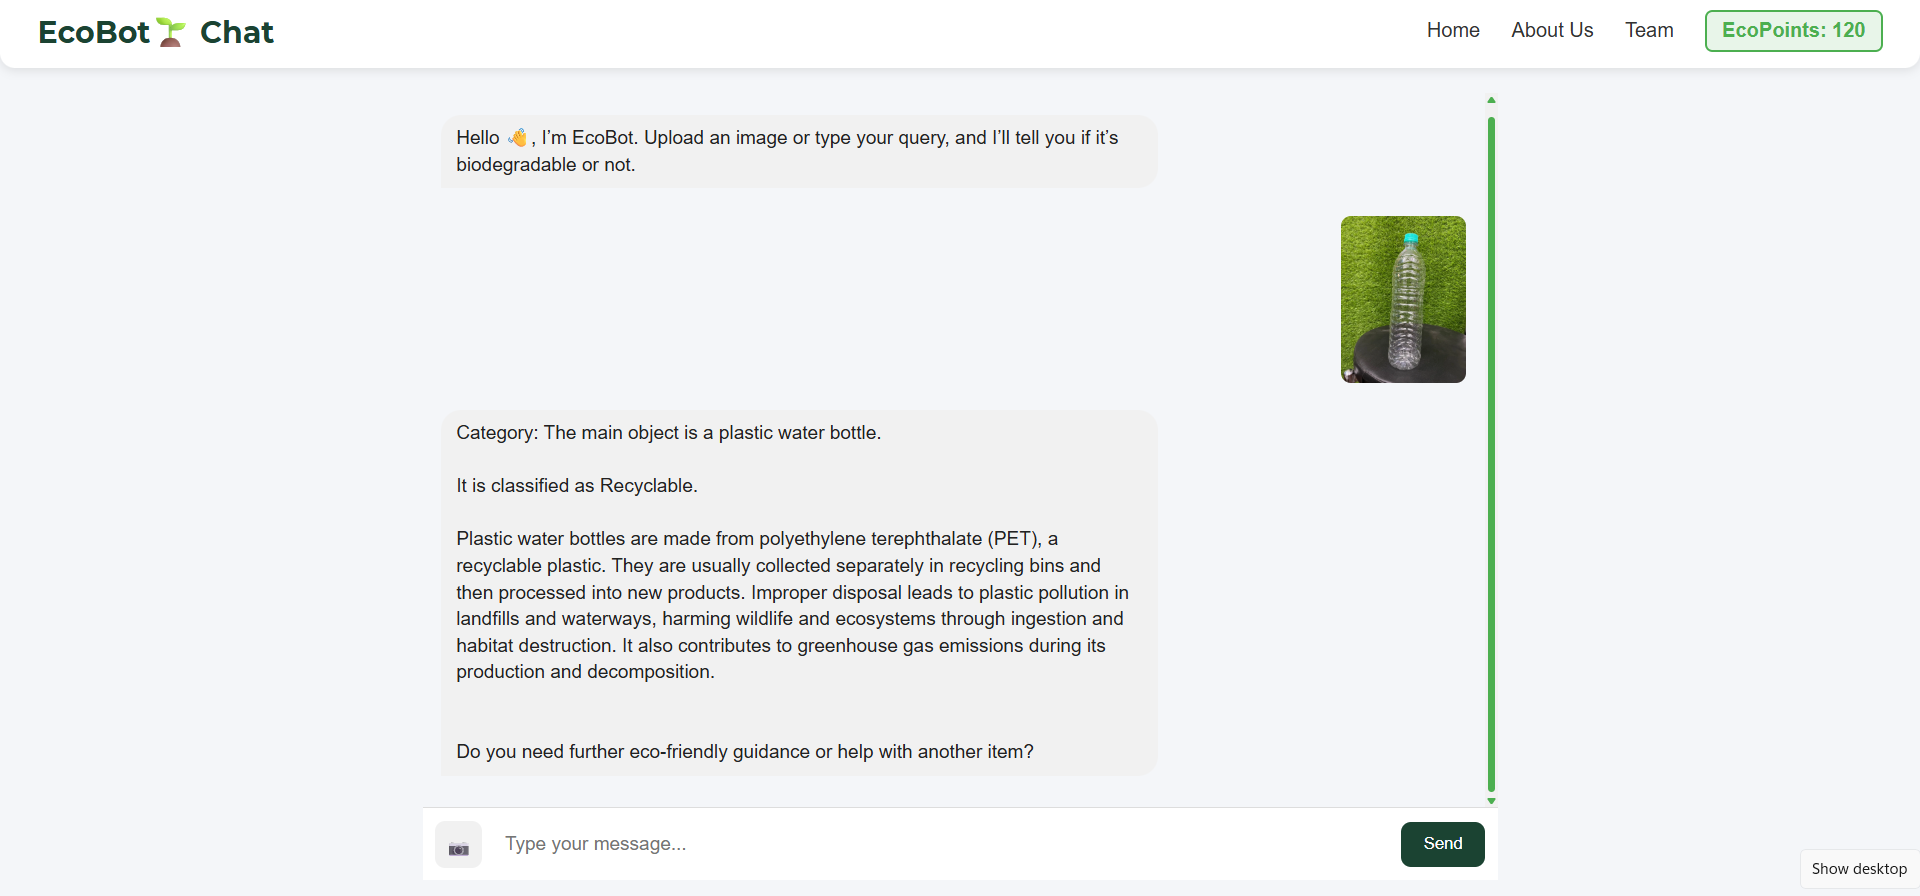 EcoBot🌱 Chat
Home
About Us
Team
EcoPoints: 120
Hello 👋, I’m EcoBot. Upload an image or type your query, and I’ll tell you if it’s
biodegradable or not.
Category: The main object is a plastic water bottle.
It is classified as Recyclable.
Plastic water bottles are made from polyethylene terephthalate (PET), a
recyclable plastic. They are usually collected separately in recycling bins and
then processed into new products. Improper disposal leads to plastic pollution in
landfills and waterways, harming wildlife and ecosystems through ingestion and
habitat destruction. It also contributes to greenhouse gas emissions during its
production and decomposition.
Do you need further eco-friendly guidance or help with another item?
Type your message...
Send
Show desktop